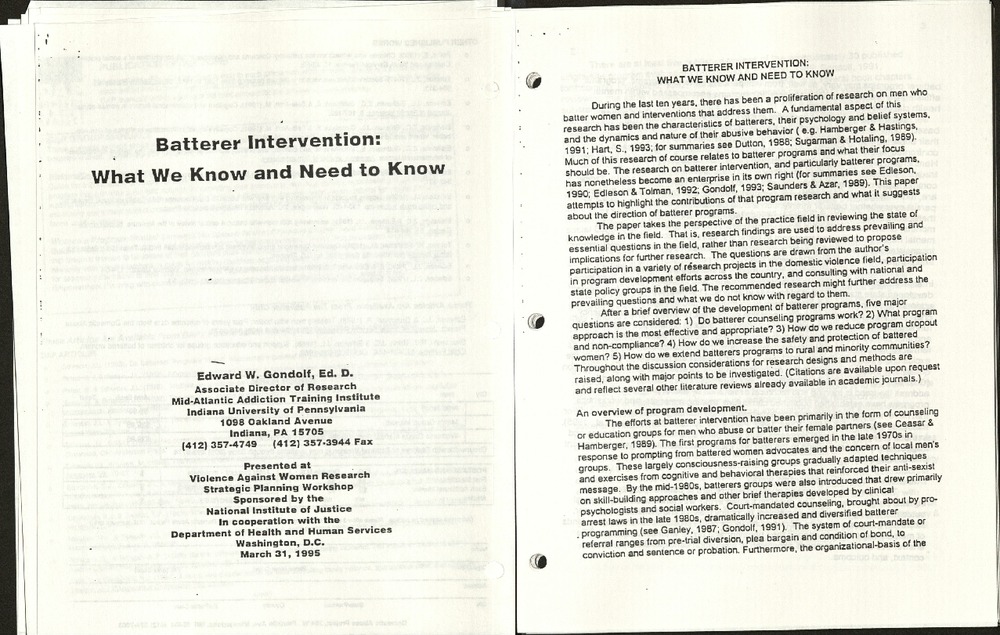 Batterer Intervention:
What We Know and Need to Know
Edward W. Gondolf, Ed. D.
Associate Director of Research
Mid-Atlantic Addiction Training Institute
Indiana University of Pennsylvania
1098 Oakland Avenue
Indiana, PA 15705
(412) 357-4749 (412) 357-3944 Fax
Presented at
Violence Against Women Research
Strategic Planning Workshop
Sponsored by the
National Institute of Justice
In cooperation with the
Department of Health and Human Services
Washington, D.C.
March 31, 1995
BATTERER INTERVENTION:
WHAT WE KNOW AND NEED TO KNOW
During the last ten years, there has been a proliferation of research on men who
batter women and interventions that address them. A fundamental aspect of this
research has been the characteristics of batterers, their psychology and belief systems,
and the dynamics and nature of their abusive behavior ( e.g. Hamberger & Hastings,
1991; Hart, S., 1993; for summaries see Dutton, 1988; Sugarman & Hotaling, 1989).
Much of this research of course relates to batterer programs and what their focus
should be. The research on batterer intervention, and particularly batterer programs,
has nonetheless become an enterprise in its own right (for summaries see Edleson,
1990; Edleson & Tolman, 1992; Gondolf, 1993; Saunders & Azar, 1989). This paper
attempts to highlight the contributions of that program research and what it suggests
about the direction of batterer programs.
The paper takes the perspective of the practice field in reviewing the state of
knowledge in the field. That is, research findings are used to address prevailing and
essential questions in the field, rather than research being reviewed to propose
implications for further research. The questions are drawn from the author's
participation in a variety of research projects in the domestic violence field, participation
in program development efforts across the country, and consulting with national and
state policy groups in the field. The recommended research might further address the
prevailing questions and what we do not know with regard to them.
After a brief overview of the development of batterer programs, five major
questions are considered: 1) Do batterer counseling programs work? 2) What program
approach is the most effective and appropriate? 3) How do we reduce program dropout
and non-compliance? 4) How do we increase the safety and protection of battered
women? 5) How do we extend batterers programs to rural and minority communities?
Throughout the discussion considerations for research designs and methods are
raised, along with major points to be investigated. (Citations are available upon request
and reflect several other literature reviews already available in academic journals.)
An overview of program development.
The efforts at batterer intervention have been primarily in the form of counseling
or education groups for men who abuse or batter their female partners (see Ceasar &
Hamberger, 1989). The first programs for batterers emerged in the late 1970s in
response to prompting from battered women advocates and the concern of local men's
groups. These largely consciousness-raising groups gradually adapted techniques
and exercises from cognitive and behavioral therapies that reinforced their anti-sexist
message. By the mid-1980s, batterers groups were also introduced that drew primarily
on skill-building approaches and other brief therapies developed by clinical
psychologists and social workers. Court-mandated counseling, brought about by pro-
arrest laws in the late 1980s, dramatically increased and diversified batterer
programming (see Ganley, 1987; Gondolf, 1991). The system of court-mandate or
referral ranges from pre-trial diversion, plea bargain and condition of bond, to
conviction and sentence or probation. Furthermore, the organizational-basis of the